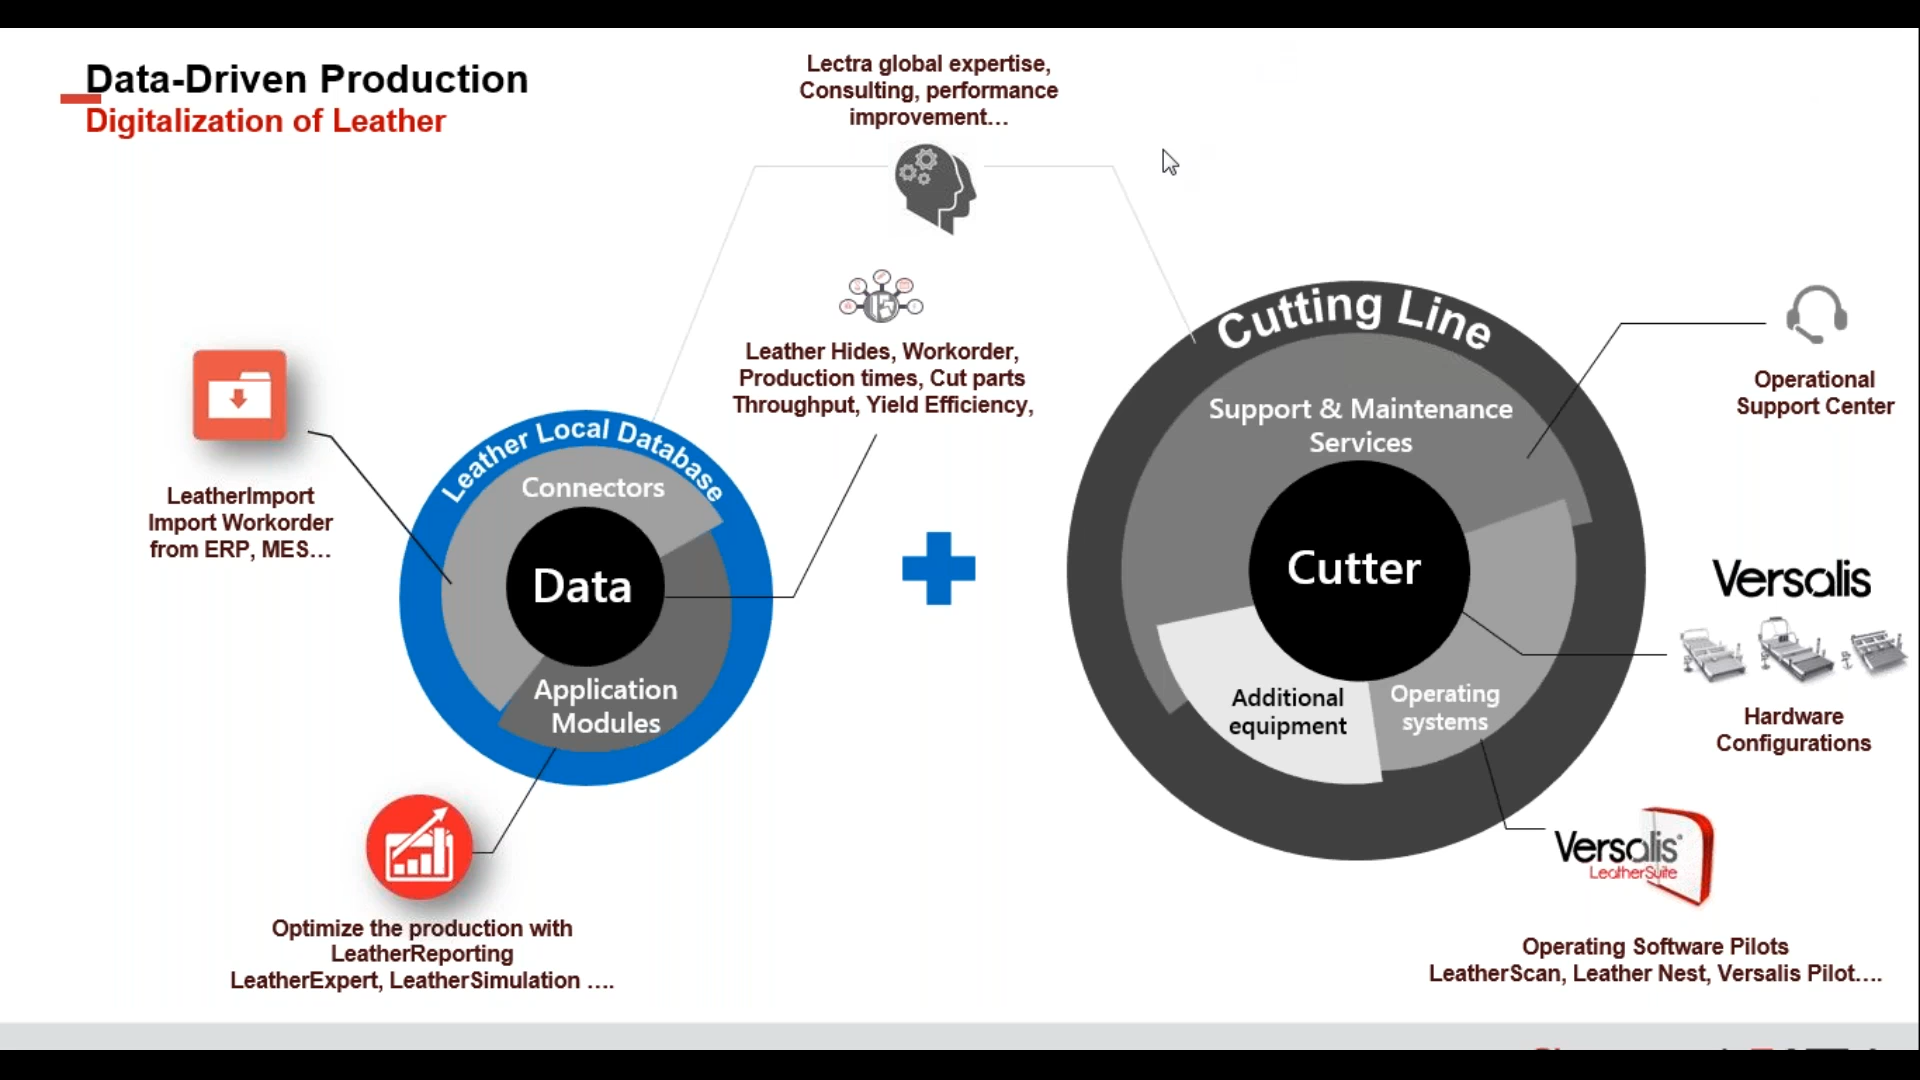 Data-Driven Production
Digitalization of Leather
Lectra global expertise,
Consulting, performance
improvement...
Leather Hides, Workorder,
Production times, Cut parts
Throughput, Yield Efficiency,
LeatherImport
Import Workorder
from ERP, MES...
Leather Local Database
Connectors
Data
Application
Modules
Optimize the production with
LeatherReporting
LeatherExpert, LeatherSimulation ....
Cutting Line
Support & Maintenance
Services
Cutter
Additional
equipment
Operating
systems
Operational
Support Center
Versalis
Hardware
Configurations
Versalis®
LeatherSuite
Operating Software Pilots
LeatherScan, Leather Nest, Versalis Pilot....